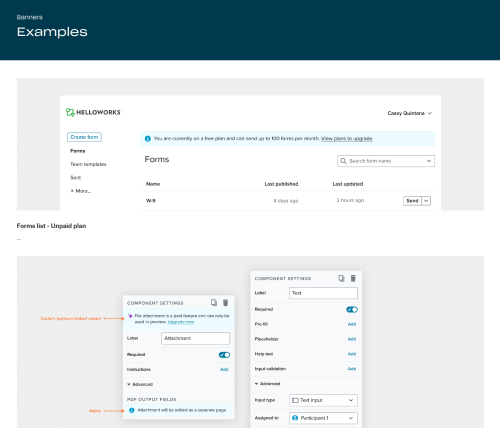 Banners
Examples
HELLOWORKS
Casey Quintana
Create form
You are currently on a free plan and can send up to 100 forms per month. View plans to upgrade
Forms
Team templates
Sent
More...
Forms
Search form name
Name
Last published
Last updated
W-9
4 days ago
3 hours ago
Send
Forms list - Unpaid plan
COMPONENT SETTINGS
File attachment is a paid feature and can only be
used in preview. Upgrade now
Custom 'premium feature' variant
Label
Attachment
Required
Instructions
Add
Advanced
PDF OUTPUT FIELDS
Notice
Attachment will be added as a separate page
COMPONENT SETTINGS
Label
Text
Required
Pre-fill
Add
Placeholder
Add
Help text
Add
Input validation
Add
Advanced
Input type
Text input
Assigned to
Participant 1